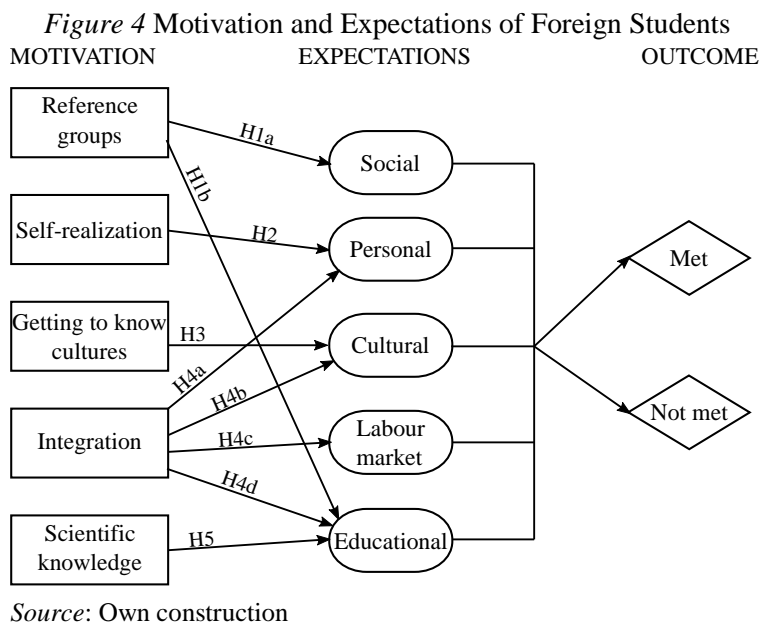 Figure 4 Motivation and Expectations of Foreign Students
MOTIVATION EXPECTATIONS OUTCOME
Reference
groups
H1a
Social
H1b
Self-realization
H2
Personal
Met
Getting to know
cultures
H3
Cultural
H4a
H4b
Not met
Integration
H4c
Labour
market
H4d
Scientific
knowledge
H5
Educational
Source: Own construction